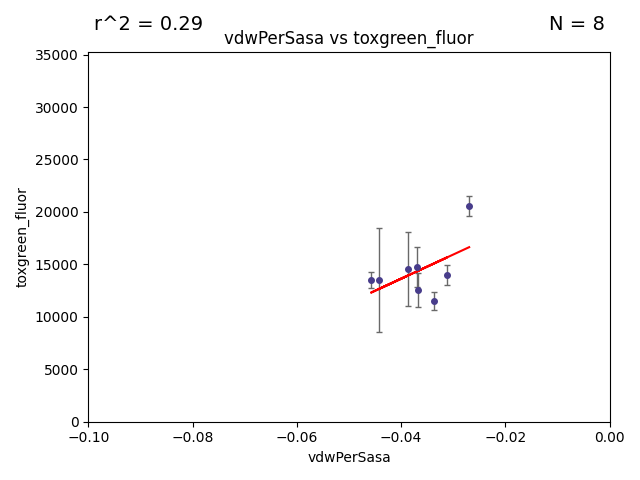 r^2 = 0.29
N = 8
vdwPerSasa vs toxgreen_fluor
35000
30000
25000
20000
15000
10000
5000
0
toxgreen_fluor
−0.10 −0.08 −0.06 −0.04 −0.02 0.00
vdwPerSasa